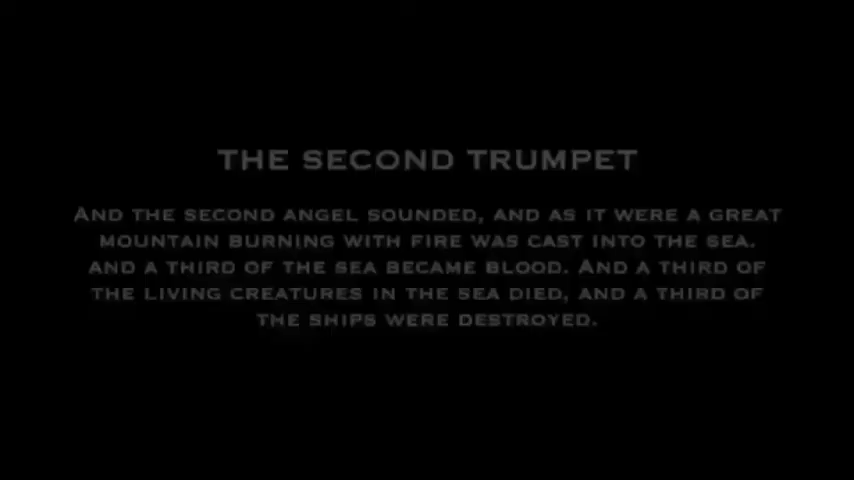 THE SECOND TRUMPET
AND THE SECOND ANGEL SOUNDED, AND AS IT WERE A GREAT
MOUNTAIN BURNING WITH FIRE WAS CAST INTO THE SEA.
AND A THIRD OF THE SEA BECAME BLOOD. AND A THIRD OF
THE LIVING CREATURES IN THE SEA DIED, AND A THIRD OF
THE SHIPS WERE DESTROYED.